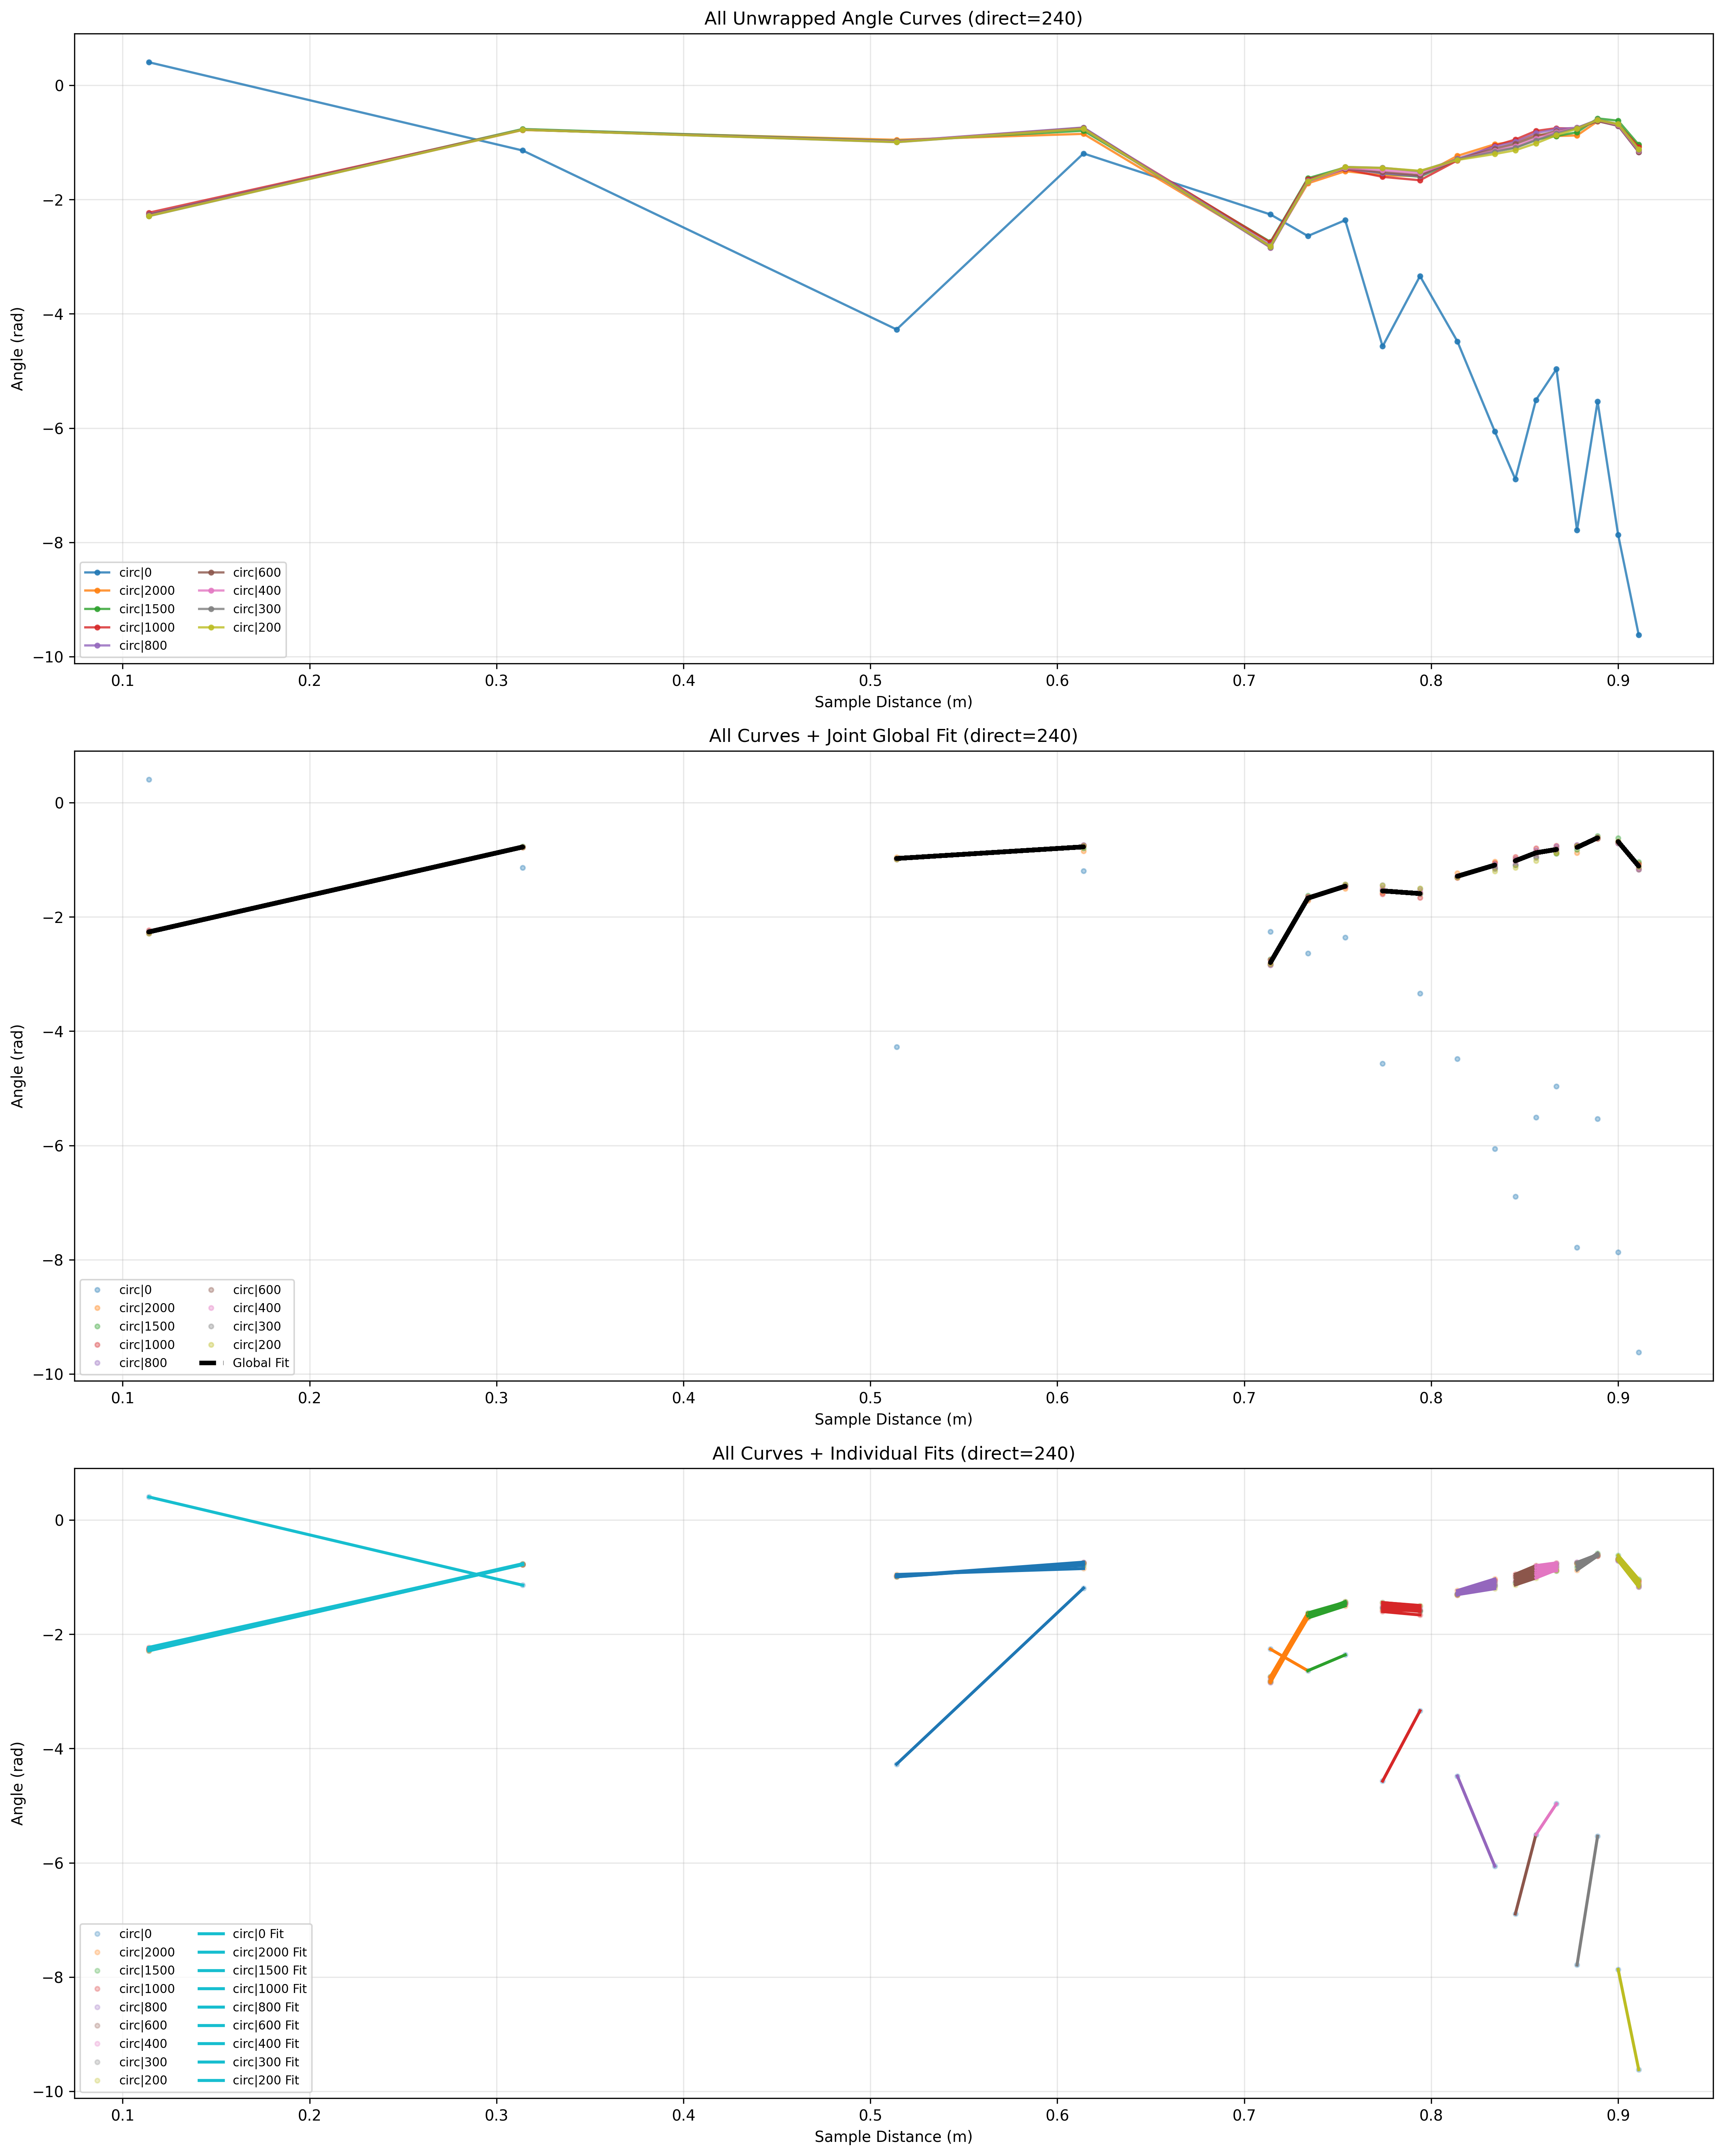 All Unwrapped Angle Curves (direct=240)
Angle (rad)
0
−2
−4
−6
−8
−10
circ|0
circ|2000
circ|1500
circ|1000
circ|800
circ|600
circ|400
circ|300
circ|200
0.1 0.2 0.3 0.4 0.5 0.6 0.7 0.8 0.9
Sample Distance (m)
All Curves + Joint Global Fit (direct=240)
Angle (rad)
0
−2
−4
−6
−8
−10
circ|0
circ|2000
circ|1500
circ|1000
circ|800
circ|600
circ|400
circ|300
circ|200
Global Fit
0.1 0.2 0.3 0.4 0.5 0.6 0.7 0.8 0.9
Sample Distance (m)
All Curves + Individual Fits (direct=240)
Angle (rad)
0
−2
−4
−6
−8
−10
circ|0
circ|2000
circ|1500
circ|1000
circ|800
circ|600
circ|400
circ|300
circ|200
circ|0 Fit
circ|2000 Fit
circ|1500 Fit
circ|1000 Fit
circ|800 Fit
circ|600 Fit
circ|400 Fit
circ|300 Fit
circ|200 Fit
0.1 0.2 0.3 0.4 0.5 0.6 0.7 0.8 0.9
Sample Distance (m)